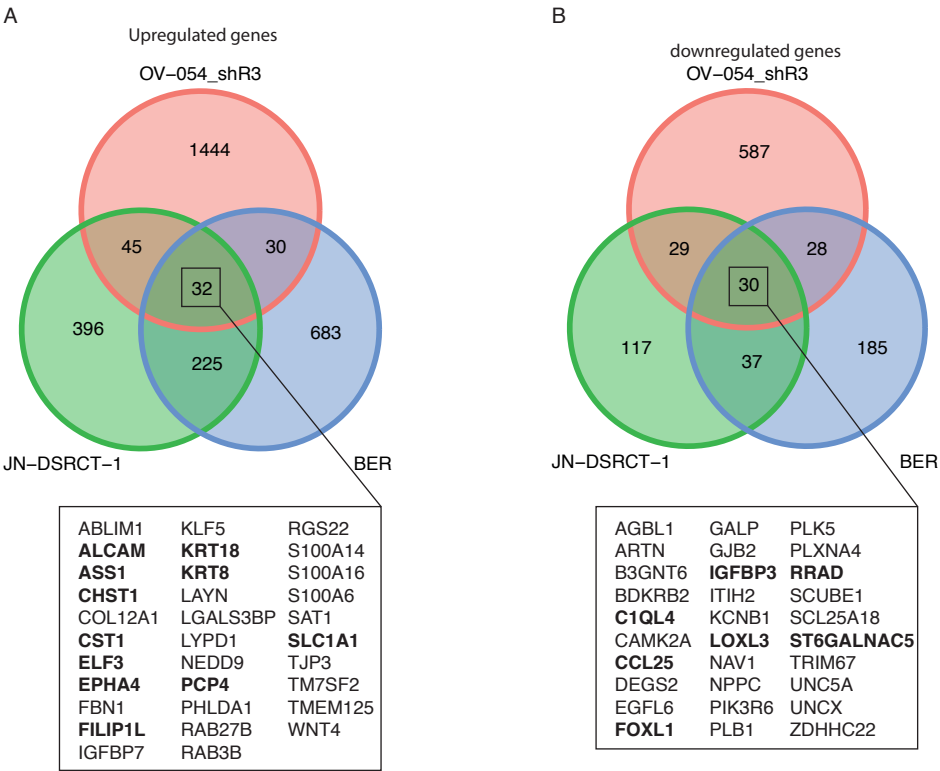 A
Upregulated genes
OV−054_shR3
1444
45
30
32
396
683
225
JN−DSRCT−1
BER
ABLIM1 KLF5 RGS22
ALCAM KRT18 S100A14
ASS1 KRT8 S100A16
CHST1 LAYN S100A6
COL12A1 LGALS3BP SAT1
CST1 LYPD1 SLC1A1
ELF3 NEDD9 TJP3
EPHA4 PCP4 TM7SF2
FBN1 PHLDA1 TMEM125
FILIP1L RAB27B WNT4
IGFBP7 RAB3B
B
downregulated genes
OV−054_shR3
587
29
28
30
117
185
37
JN−DSRCT−1
BER
AGBL1 GALP PLK5
ARTN GJB2 PLXNA4
B3GNT6 IGFBP3 RRAD
BDKRB2 ITIH2 SCUBE1
C1QL4 KCNB1 SCL25A18
CAMK2A LOXL3 ST6GALNAC5
CCL25 NAV1 TRIM67
DEGS2 NPPC UNC5A
EGFL6 PIK3R6 UNCX
FOXL1 PLB1 ZDHHC22